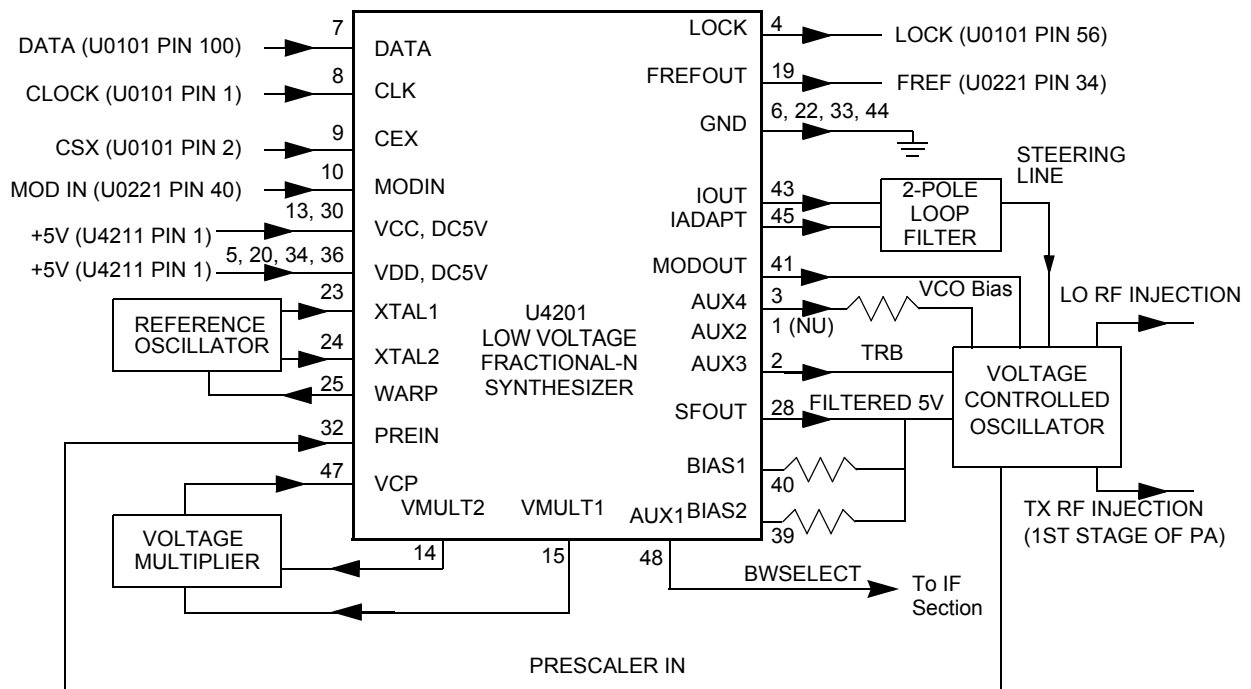 7
DATA (U0101 PIN 100)
DATA
8
CLOCK (U0101 PIN 1)
CLK
9
CSX (U0101 PIN 2)
CEX
10
MOD IN (U0221 PIN 40)
MODIN
13, 30
+5V (U4211 PIN 1)
VCC, DC5V
5, 20, 34, 36
+5V (U4211 PIN 1)
VDD, DC5V
23
XTAL1
REFERENCE
OSCILLATOR
24
XTAL2
25
WARP
32
PREIN
47
VCP
VOLTAGE
MULTIPLIER
VMULT2
14
VMULT1
15
AUX1
48
BWSELECT
To IF
Section
U4201
LOW VOLTAGE
FRACTIONAL-N
SYNTHESIZER
LOCK
4
LOCK (U0101 PIN 56)
FREFOUT
19
FREF (U0221 PIN 34)
GND
6, 22, 33, 44
IOUT
43
IADAPT
45
2-POLE
LOOP
FILTER
STEERING
LINE
MODOUT
41
AUX4
3
VCO Bias
AUX2
1 (NU)
AUX3
2
TRB
SFOUT
28
FILTERED 5V
BIAS1
40
BIAS2
39
LO RF INJECTION
VOLTAGE
CONTROLLED
OSCILLATOR
TX RF INJECTION
(1ST STAGE OF PA)
PRESCALER IN